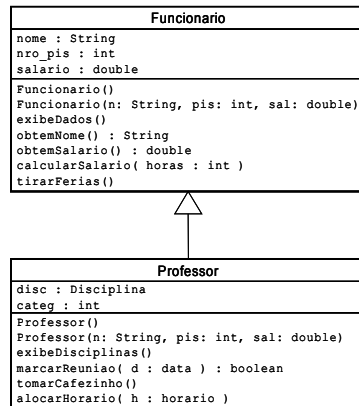 Funcionario
nome : String
nro_pis : int
salario : double
Funcionario()
Funcionario(n: String, pis: int, sal: double)
exibeDados()
obtemNome() : String
obtemSalario() : double
calcularSalario( horas : int )
tirarFerias()
Professor
disc : Disciplina
categ : int
Professor()
Professor(n: String, pis: int, sal: double)
exibeDisciplinas()
marcarReuniao( d : data ) : boolean
tomarCafezinho()
alocarHorario( h : horario )